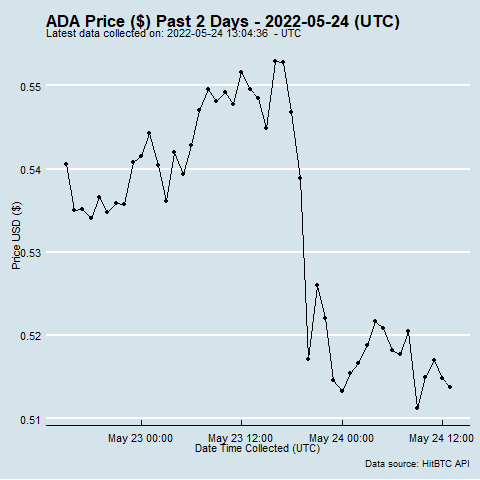 ADA Price ($) Past 2 Days - 2022-05-24 (UTC)
Latest data collected on: 2022-05-24 13:04:36 - UTC
0.55
0.54
0.53
0.52
0.51
Price USD ($)
May 23 00:00 May 23 12:00 May 24 00:00 May 24 12:00
Date Time Collected (UTC)
Data source: HitBTC API